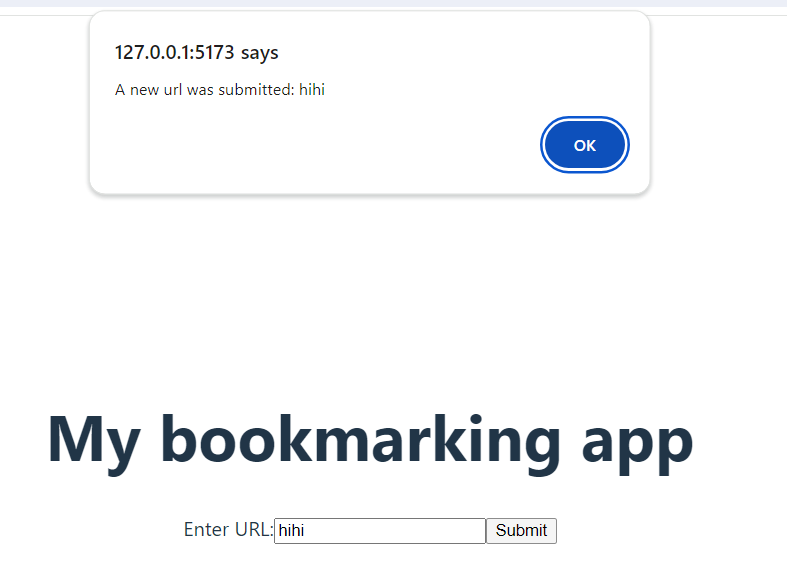 127.0.0.1:5173 says
A new url was submitted: hihi
OK
My bookmarking app
Enter URL: hihi Submit